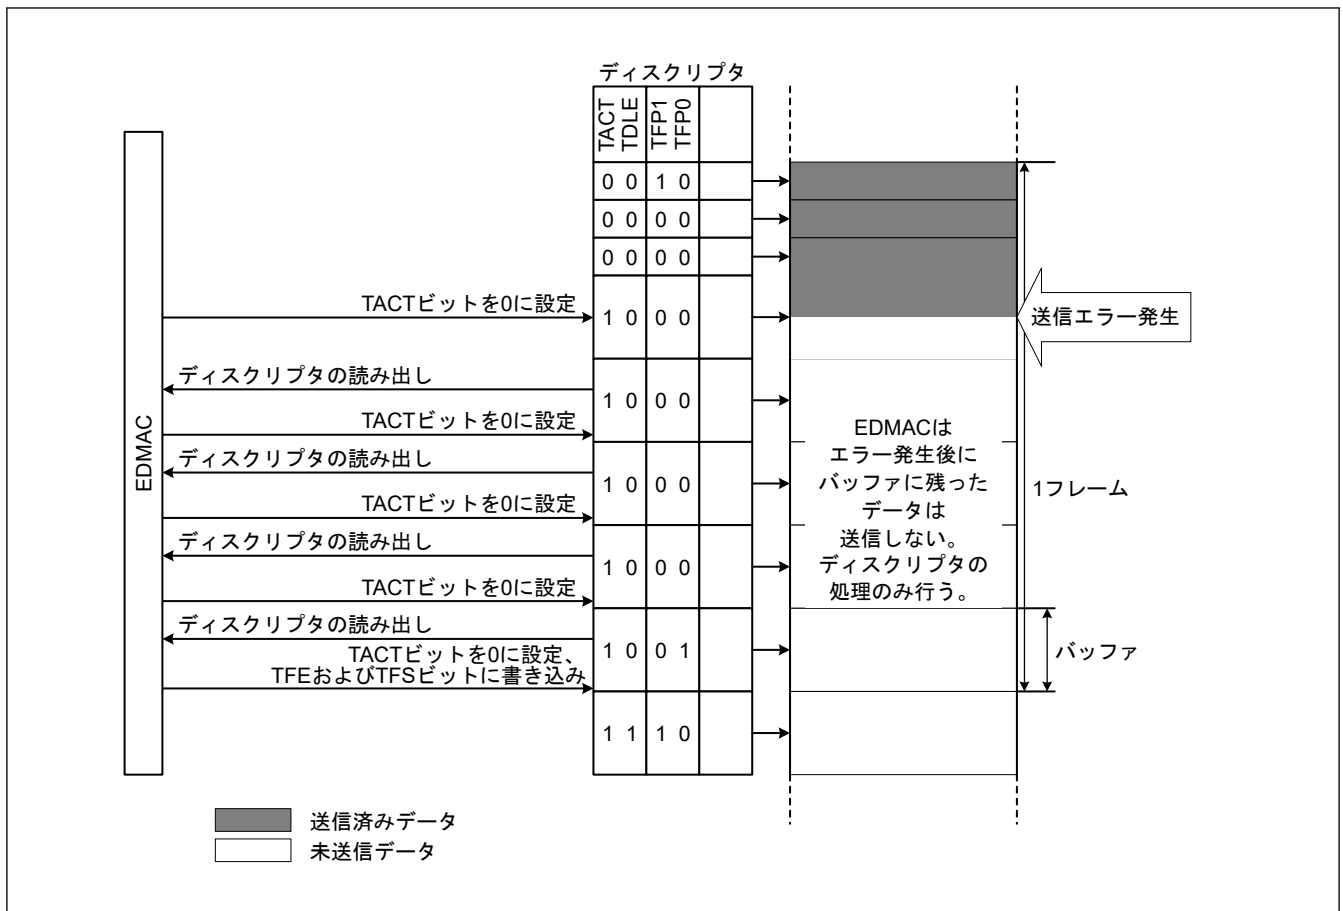 ディスクリプタ
TACT
TDLE
TFP1
TFP0
0 0 1 0
0 0 0 0
0 0 0 0
TACTビットを0に設定
1 0 0 0
送信エラー発生
ディスクリプタの読み出し
1 0 0 0
TACTビットを0に設定
EDMAC
ディスクリプタの読み出し
1 0 0 0
TACTビットを0に設定
EDMACは
エラー発生後に
バッファに残った
データは
送信しない。
ディスクリプタの
処理のみ行う。
1フレーム
ディスクリプタの読み出し
1 0 0 0
TACTビットを0に設定
ディスクリプタの読み出し
1 0 0 1
TACTビットを0に設定、
TFEおよびTFSビットに書き込み
バッファ
1 1 1 0
送信済みデータ
未送信データ